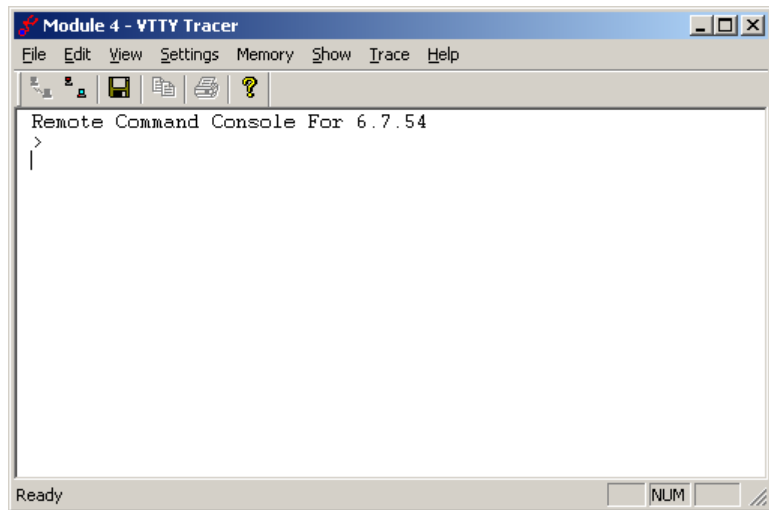 Module 4 - VTTY Tracer
File Edit View Settings Memory Show Trace Help
Remote Command Console For 6.7.54
>
Ready NUM